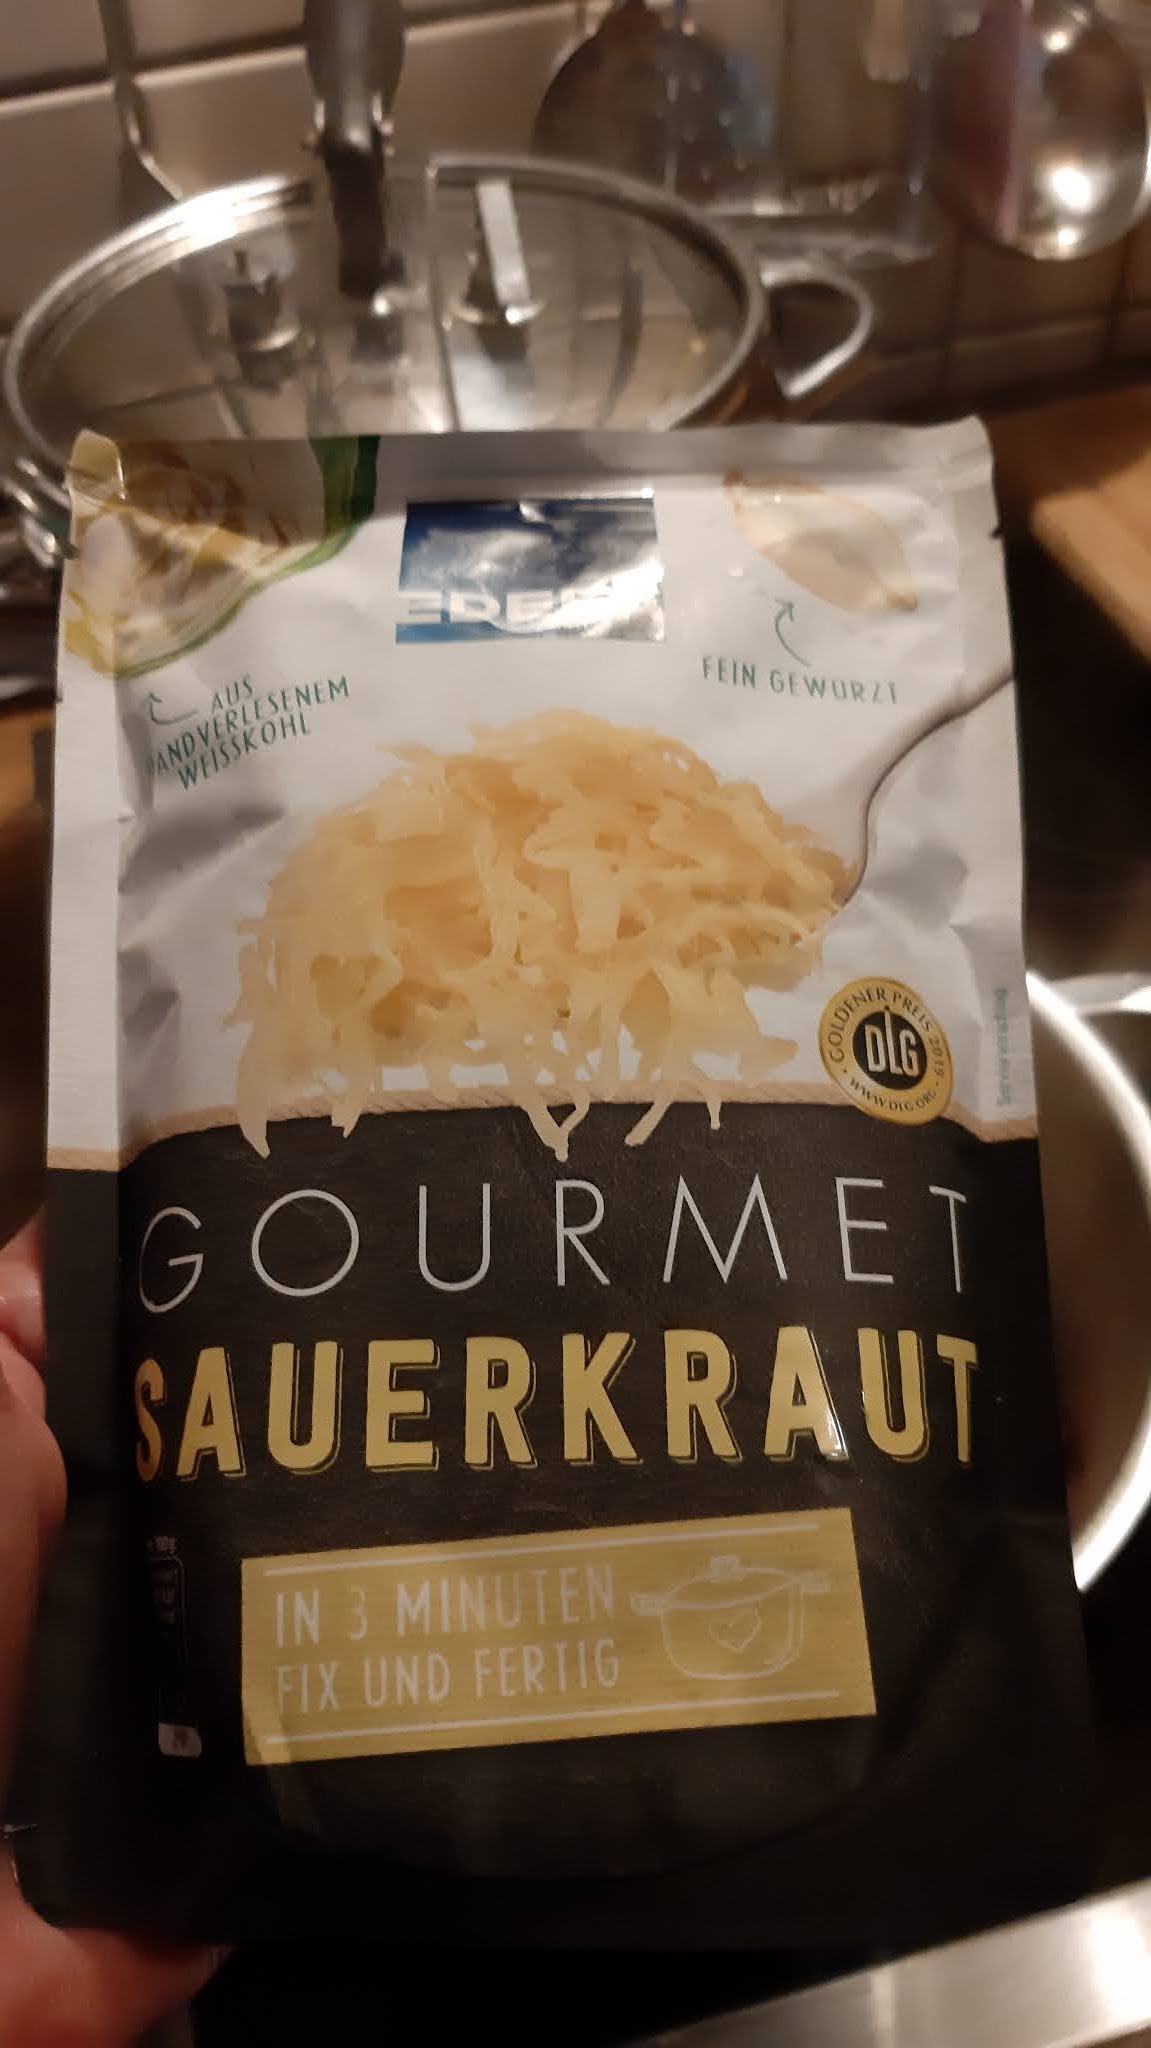 AUS
HANDVERLESENEM
WEISSKOHL
FEIN GEWÜRZT
GOLDENER PREIS 2019
DLG
WWW.DLG.ORG
GOURMET
SAUERKRAUT
IN 3 MINUTEN
FIX UND FERTIG